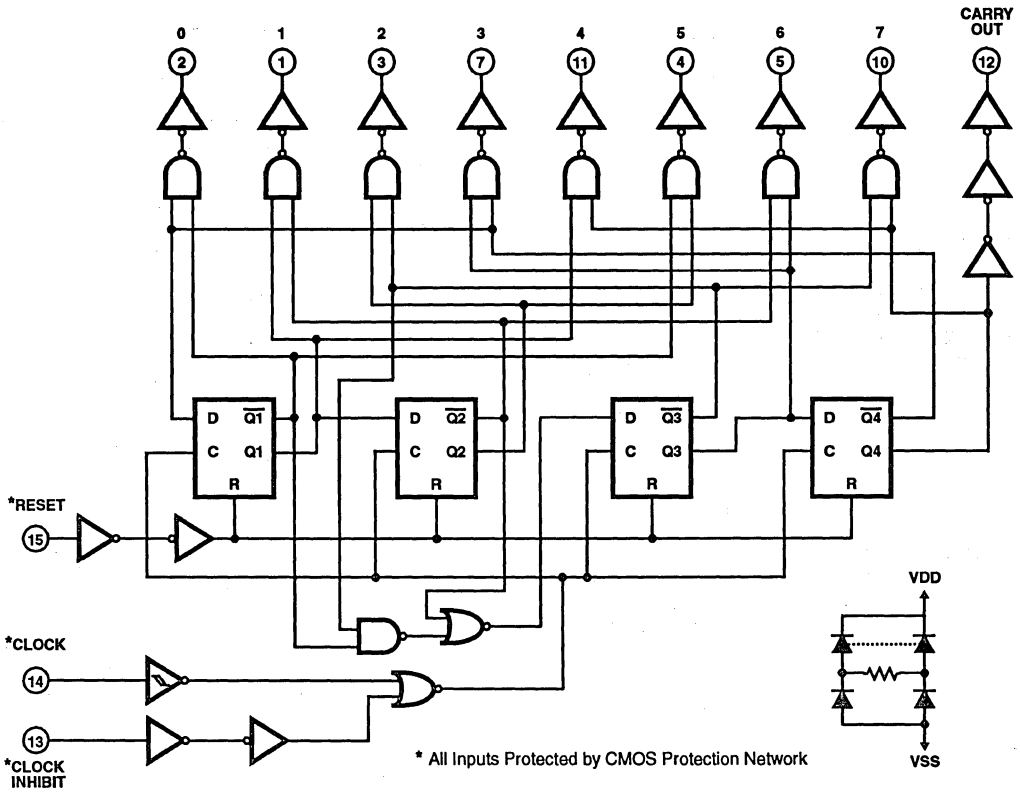 0 1 2 3 4 5 6 7 CARRY OUT
2 1 3 7 11 4 5 10 12
D Q1 D Q2 D Q3 D Q4
C Q1 C Q2 C Q3 C Q4
R R R R
*RESET
15
VDD
*CLOCK
14
13
*CLOCK INHIBIT
* All Inputs Protected by CMOS Protection Network
VSS